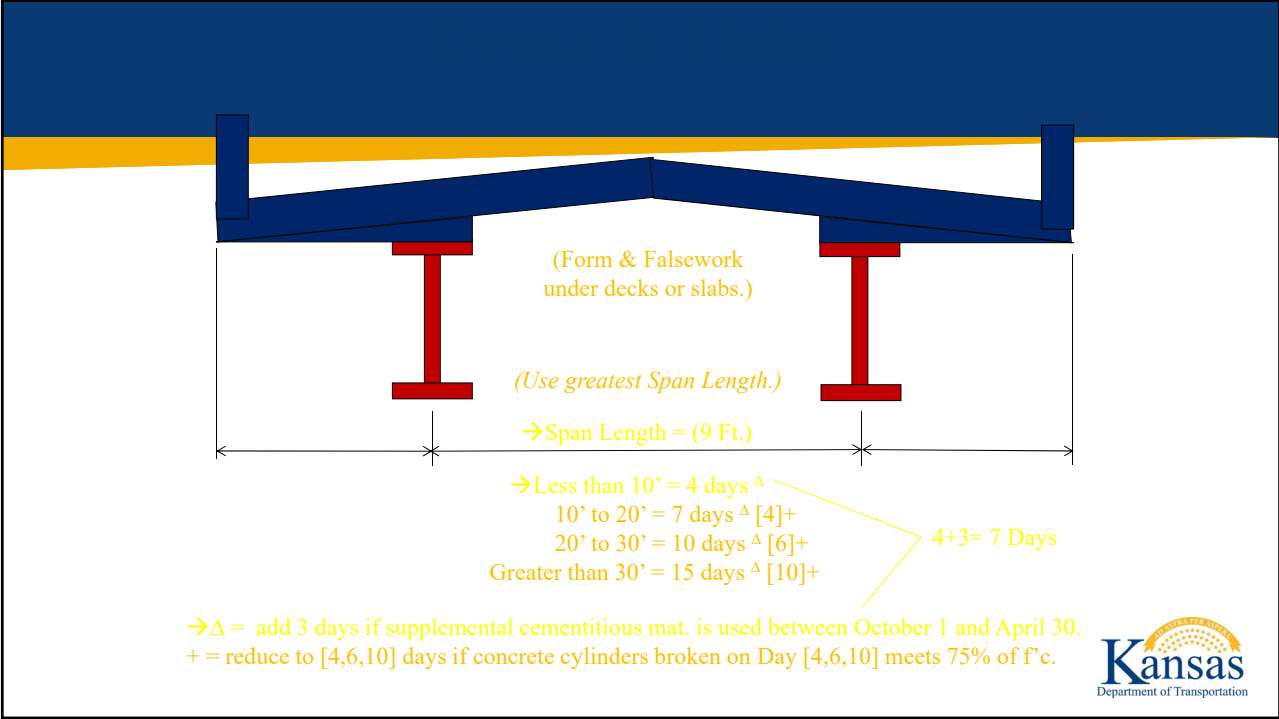 (Form & Falsework
under decks or slabs.)
(Use greatest Span Length.)
→Span Length = (9 Ft.)
→Less than 10’ = 4 days Δ
10’ to 20’ = 7 days Δ [4]+
20’ to 30’ = 10 days Δ [6]+
Greater than 30’ = 15 days Δ [10]+
4+3= 7 Days
→Δ = add 3 days if supplemental cementitious mat. is used between October 1 and April 30.
+ = reduce to [4,6,10] days if concrete cylinders broken on Day [4,6,10] meets 75% of f’c.
AD ASTRA PER ASPERA
Kansas
Department of Transportation